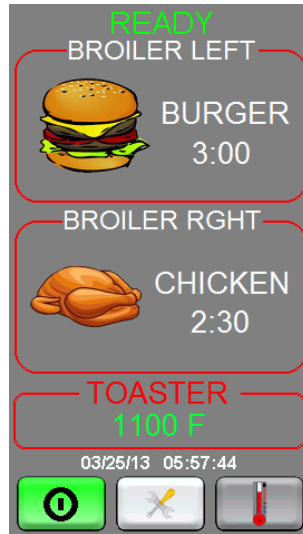 READY
BROILER LEFT
BURGER
3:00
BROILER RGHT
CHICKEN
2:30
TOASTER
1100 F
03/25/13 05:57:44